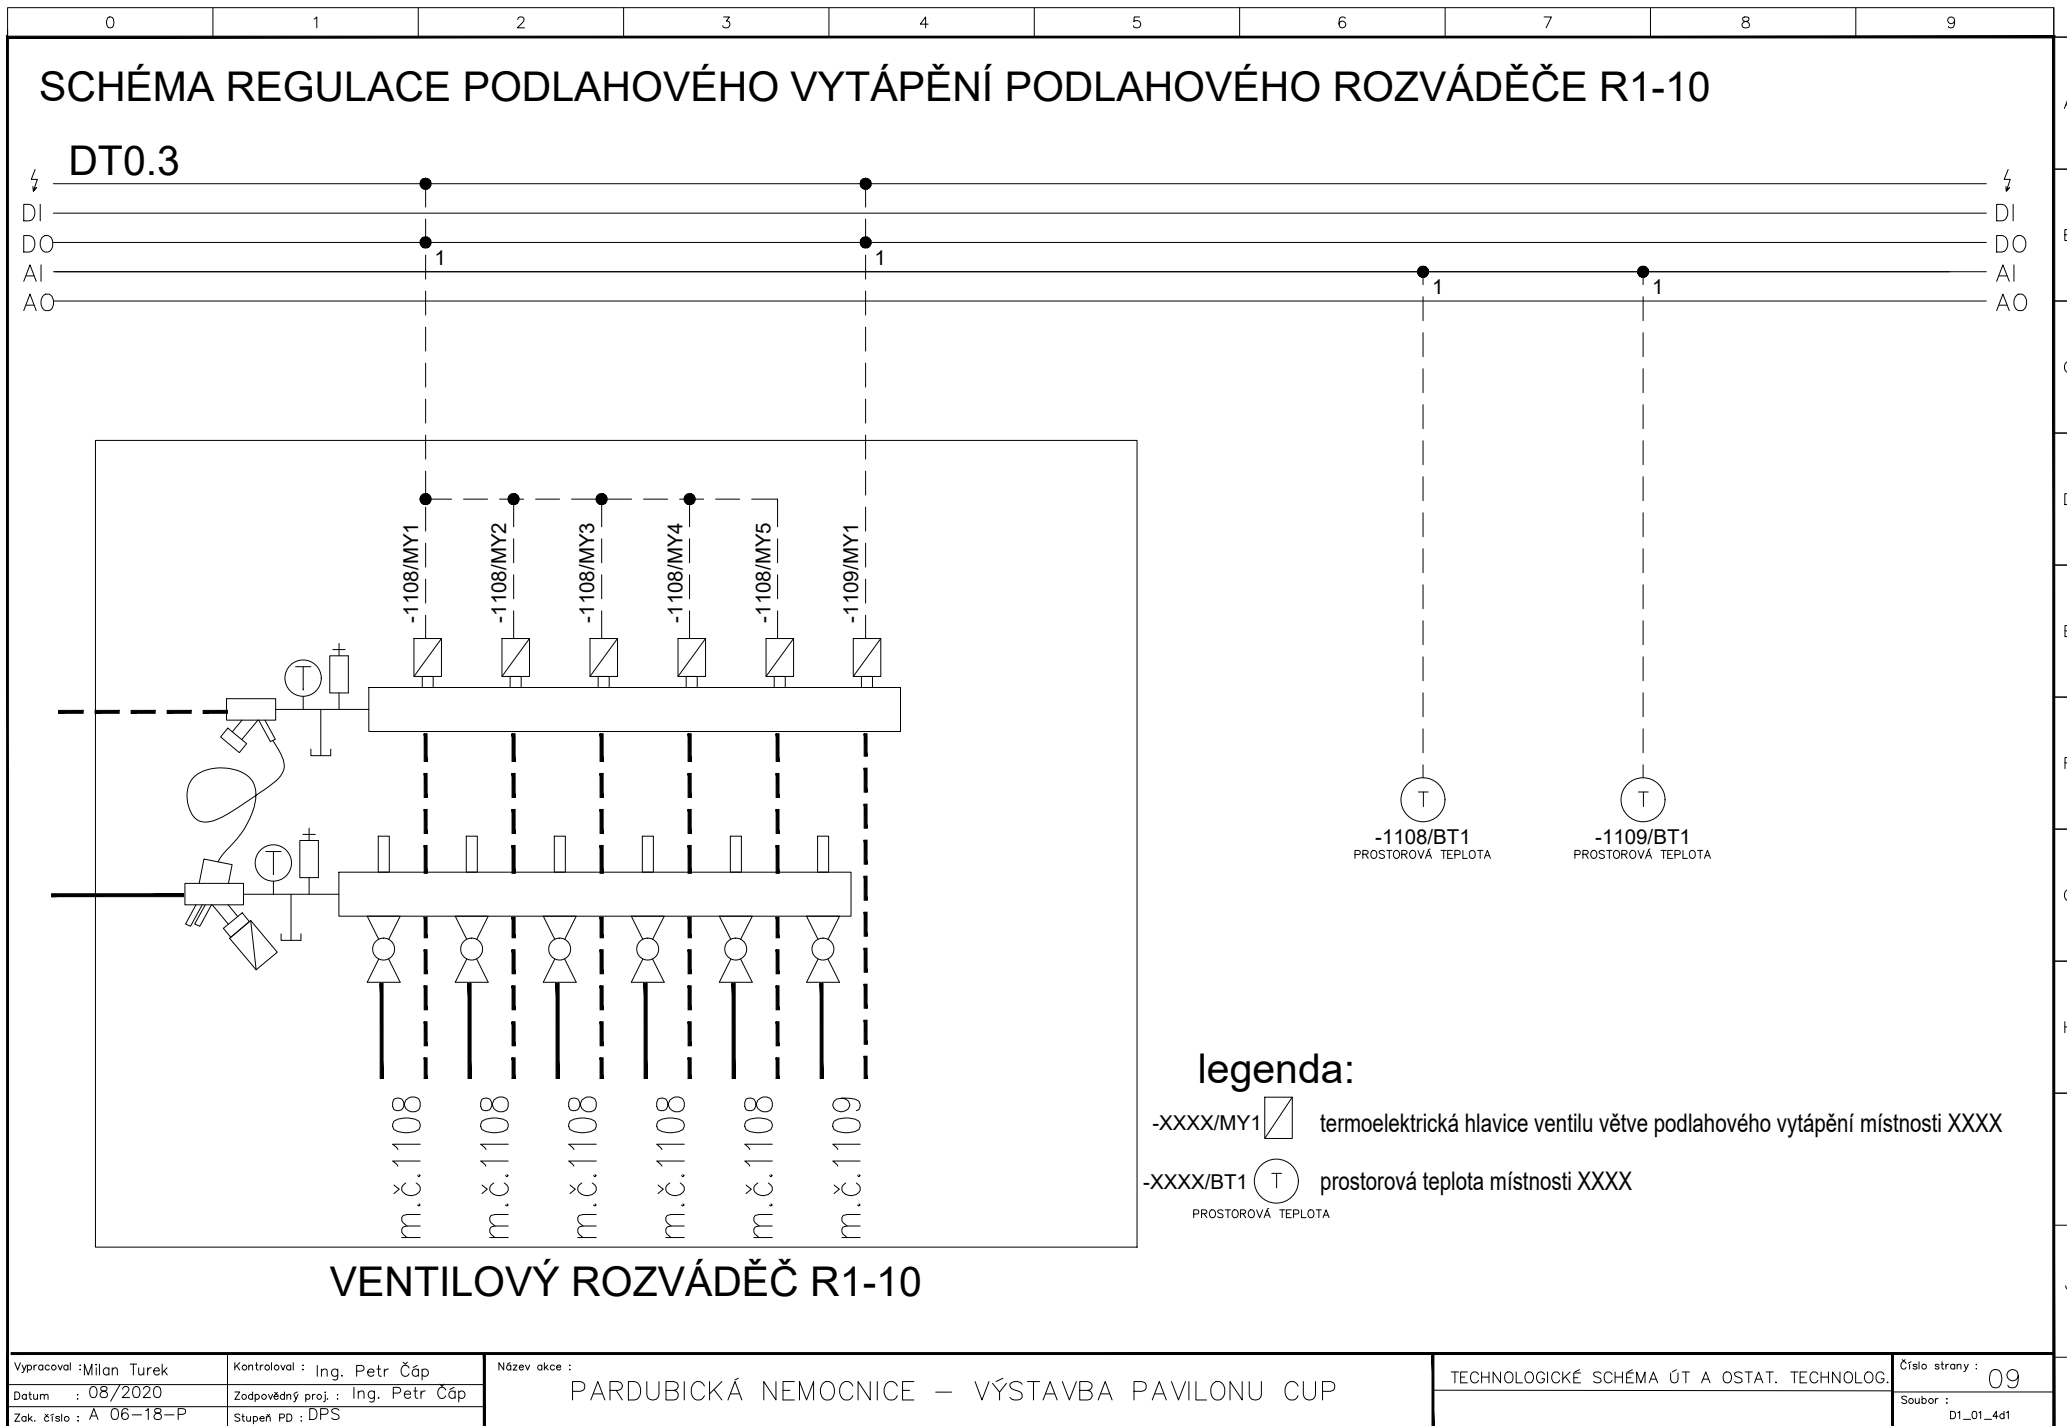 0 1 2 3 4 5 6 7 8 9
SCHÉMA REGULACE PODLAHOVÉHO VYTÁPĚNÍ PODLAHOVÉHO ROZVÁDĚČE R1-10
DT0.3
DI DI
DO DO
1 1
AI AI
1 1
AO AO
-1108/MY1
-1108/MY2
-1108/MY3
-1108/MY4
-1108/MY5
-1109/MY1
T
T
T
-1108/BT1
PROSTOROVÁ TEPLOTA
T
-1109/BT1
PROSTOROVÁ TEPLOTA
m.č.1108
m.č.1108
m.č.1108
m.č.1108
m.č.1108
m.č.1109
legenda:
-XXXX/MY1 termoelektrická hlavice ventilu větve podlahového vytápění místnosti XXXX
-XXXX/BT1 T prostorová teplota místnosti XXXX
PROSTOROVÁ TEPLOTA
VENTILOVÝ ROZVÁDĚČ R1-10
Vypracoval : Milan Turek
Datum : 08/2020
Zak. číslo : A 06-18-P
Kontroloval : Ing. Petr Čáp
Zodpovědný proj. : Ing. Petr Čáp
Stupeň PD : DPS
Název akce :
PARDUBICKÁ NEMOCNICE – VÝSTAVBA PAVILONU CUP
TECHNOLOGICKÉ SCHÉMA ÚT A OSTAT. TECHNOLOG.
Číslo strany : 09
Soubor :
D1_01_4d1